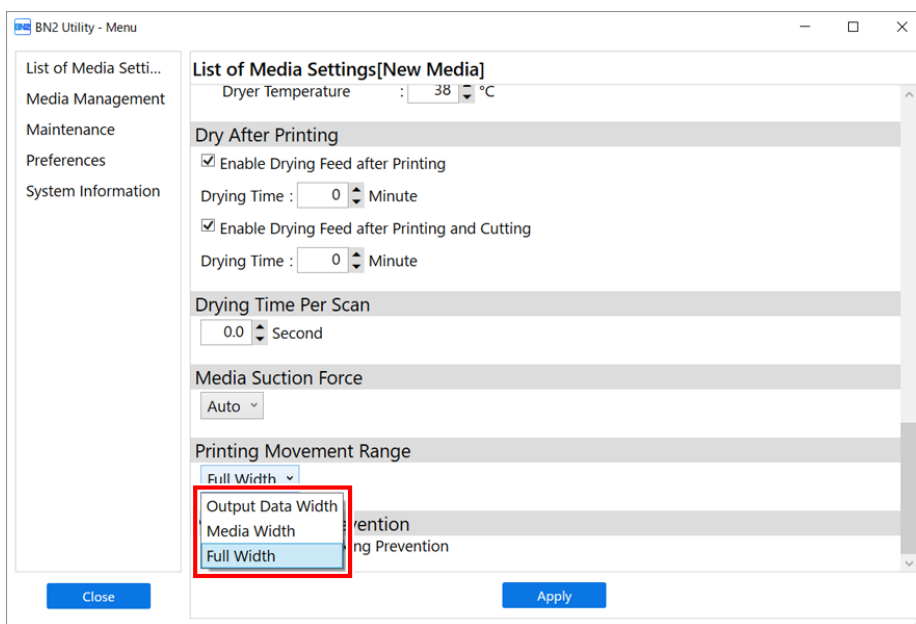 BN2 BN2 Utility - Menu
List of Media Setti...
Media Management
Maintenance
Preferences
System Information
List of Media Settings[New Media]
Dryer Temperature : 38 °C
Dry After Printing
Enable Drying Feed after Printing
Drying Time : 0 Minute
Enable Drying Feed after Printing and Cutting
Drying Time : 0 Minute
Drying Time Per Scan
0.0 Second
Media Suction Force
Auto
Printing Movement Range
Full Width
Output Data Width
Media Width
Full Width
Prevention
Close
Apply